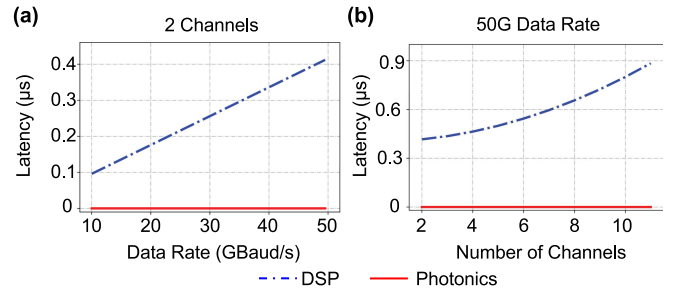 (a)
2 Channels
Latency (μs)
0.4
0.3
0.2
0.1
0
10 20 30 40 50
Data Rate (GBaud/s)
(b)
50G Data Rate
Latency (μs)
0.9
0.6
0.3
0
2 4 6 8 10
Number of Channels
DSP Photonics